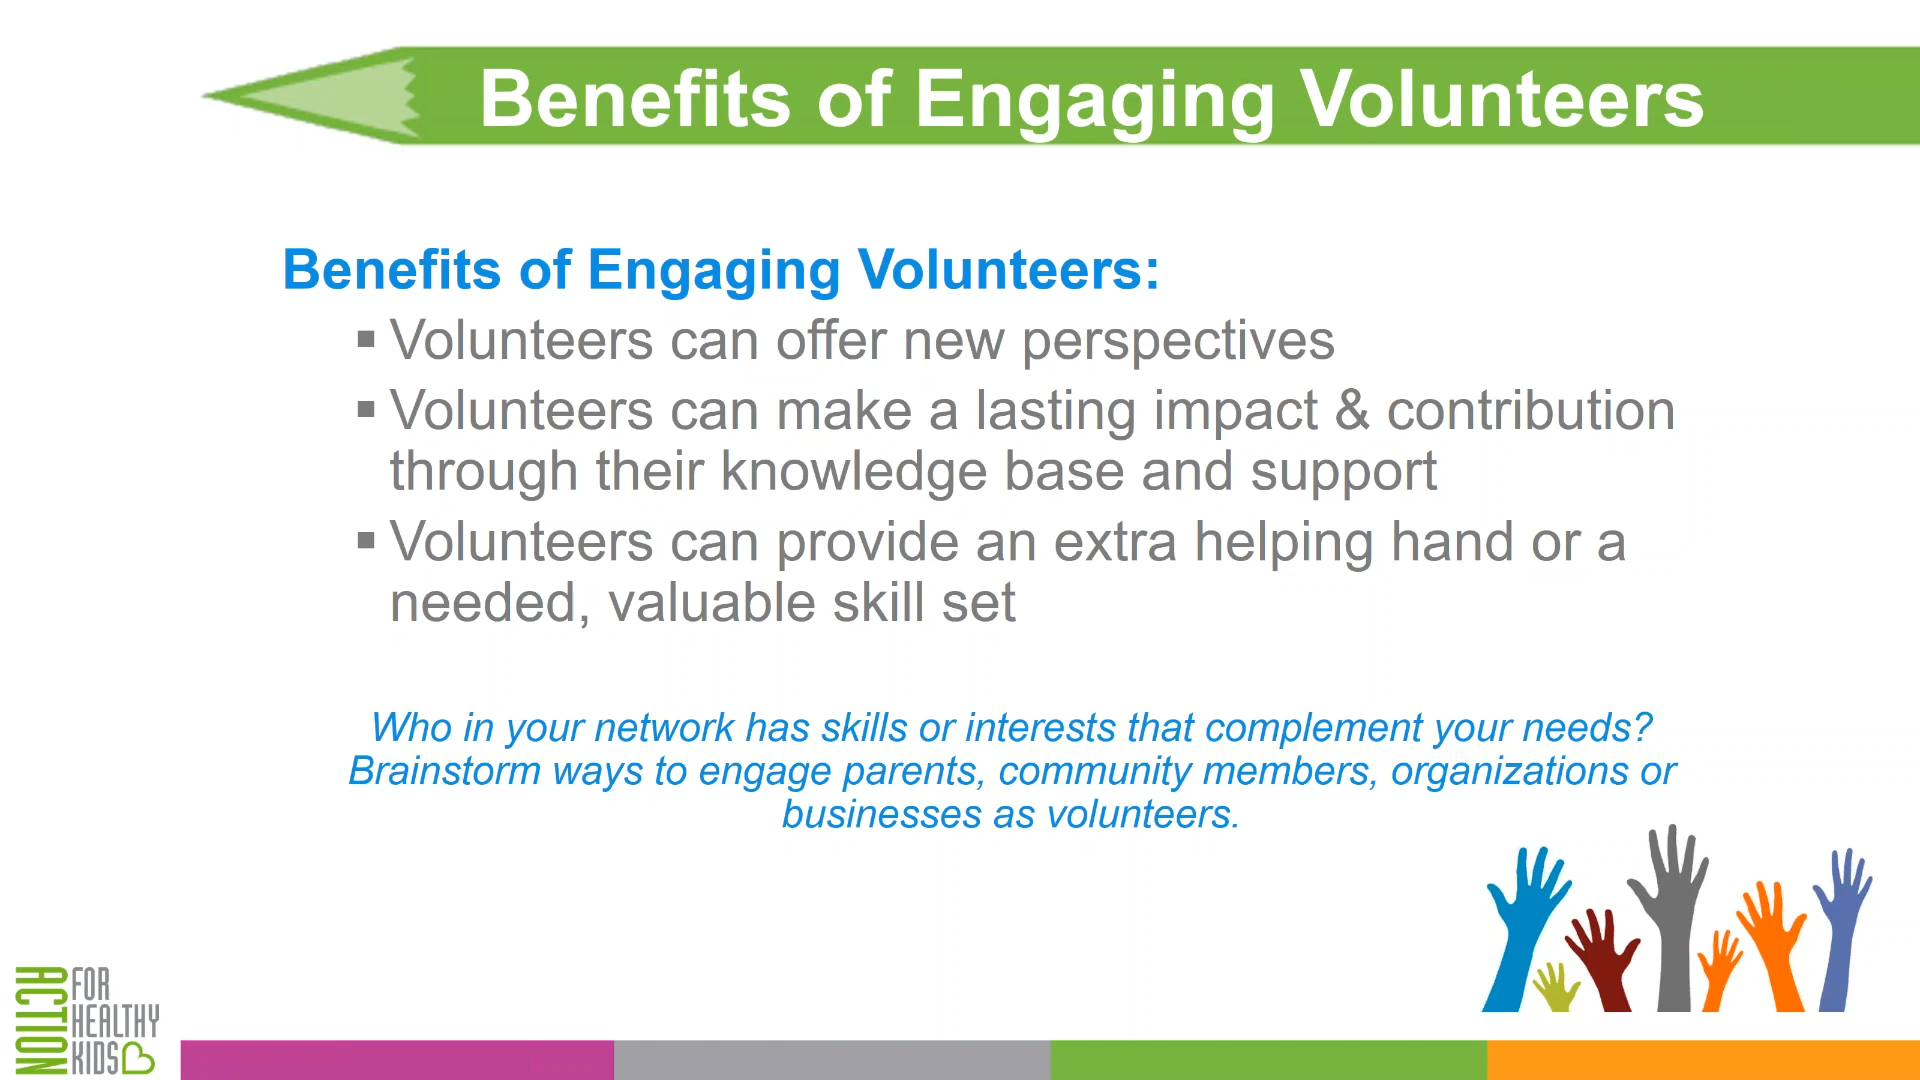 Benefits of Engaging Volunteers
Benefits of Engaging Volunteers:
▪ Volunteers can offer new perspectives
▪ Volunteers can make a lasting impact & contribution
through their knowledge base and support
▪ Volunteers can provide an extra helping hand or a
needed, valuable skill set
Who in your network has skills or interests that complement your needs?
Brainstorm ways to engage parents, community members, organizations or
businesses as volunteers.
ACTION
FOR
HEALTHY
KIDS